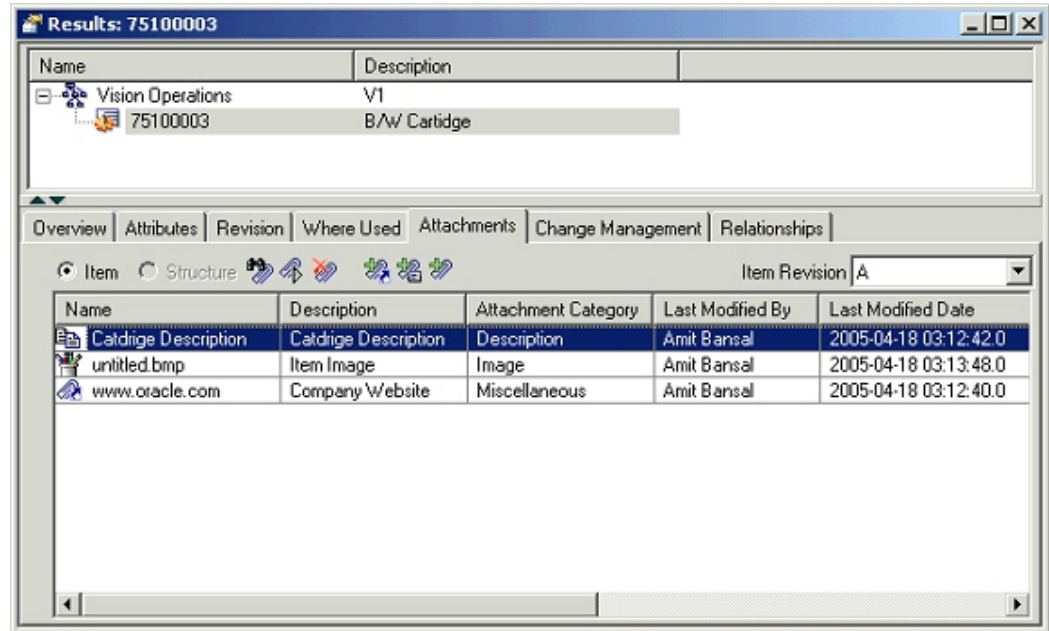 Results: 75100003
Name Description
Vision Operations V1
75100003 B/W Cartidge
Overview Attributes Revision Where Used Attachments Change Management Relationships
Item Structure Item Revision A
Name Description Attachment Category Last Modified By Last Modified Date
Catdrige Description Catdrige Description Description Amit Bansal 2005-04-18 03:12:42.0
untitled.bmp Item Image Image Amit Bansal 2005-04-18 03:13:48.0
www.oracle.com Company Website Miscellaneous Amit Bansal 2005-04-18 03:12:40.0